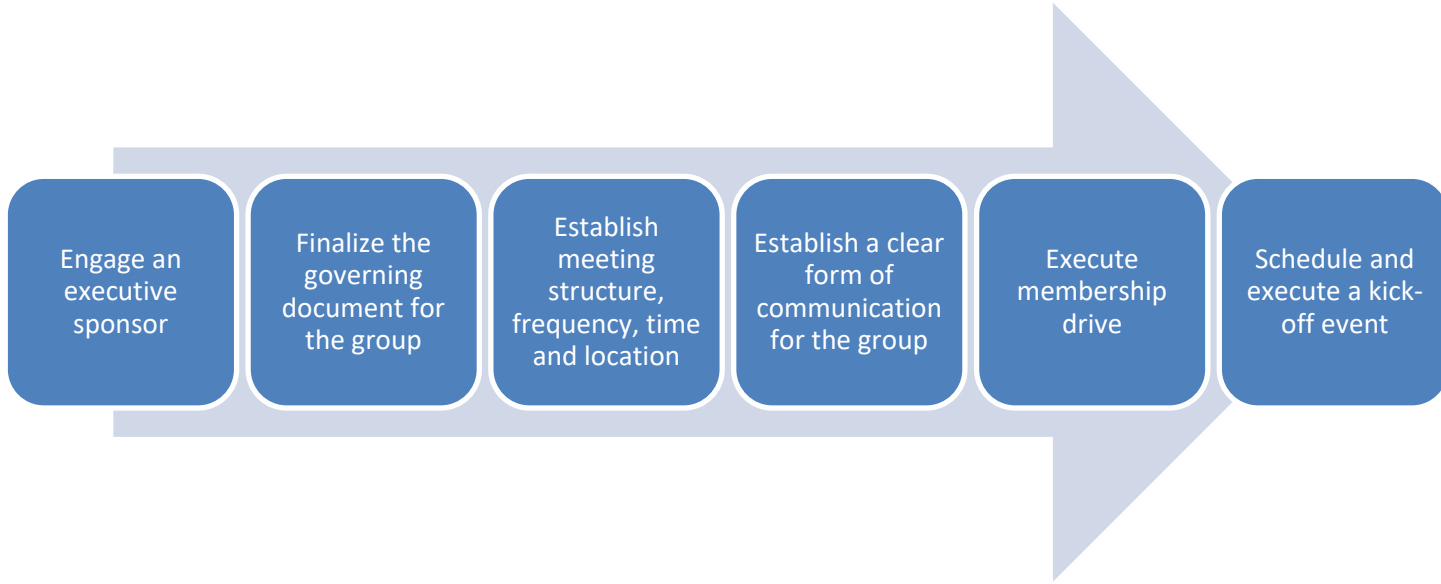 Engage an
executive
sponsor
Finalize the
governing
document for
the group
Establish
meeting
structure,
frequency, time
and location
Establish a clear
form of
communication
for the group
Execute
membership
drive
Schedule and
execute a kick-
off event